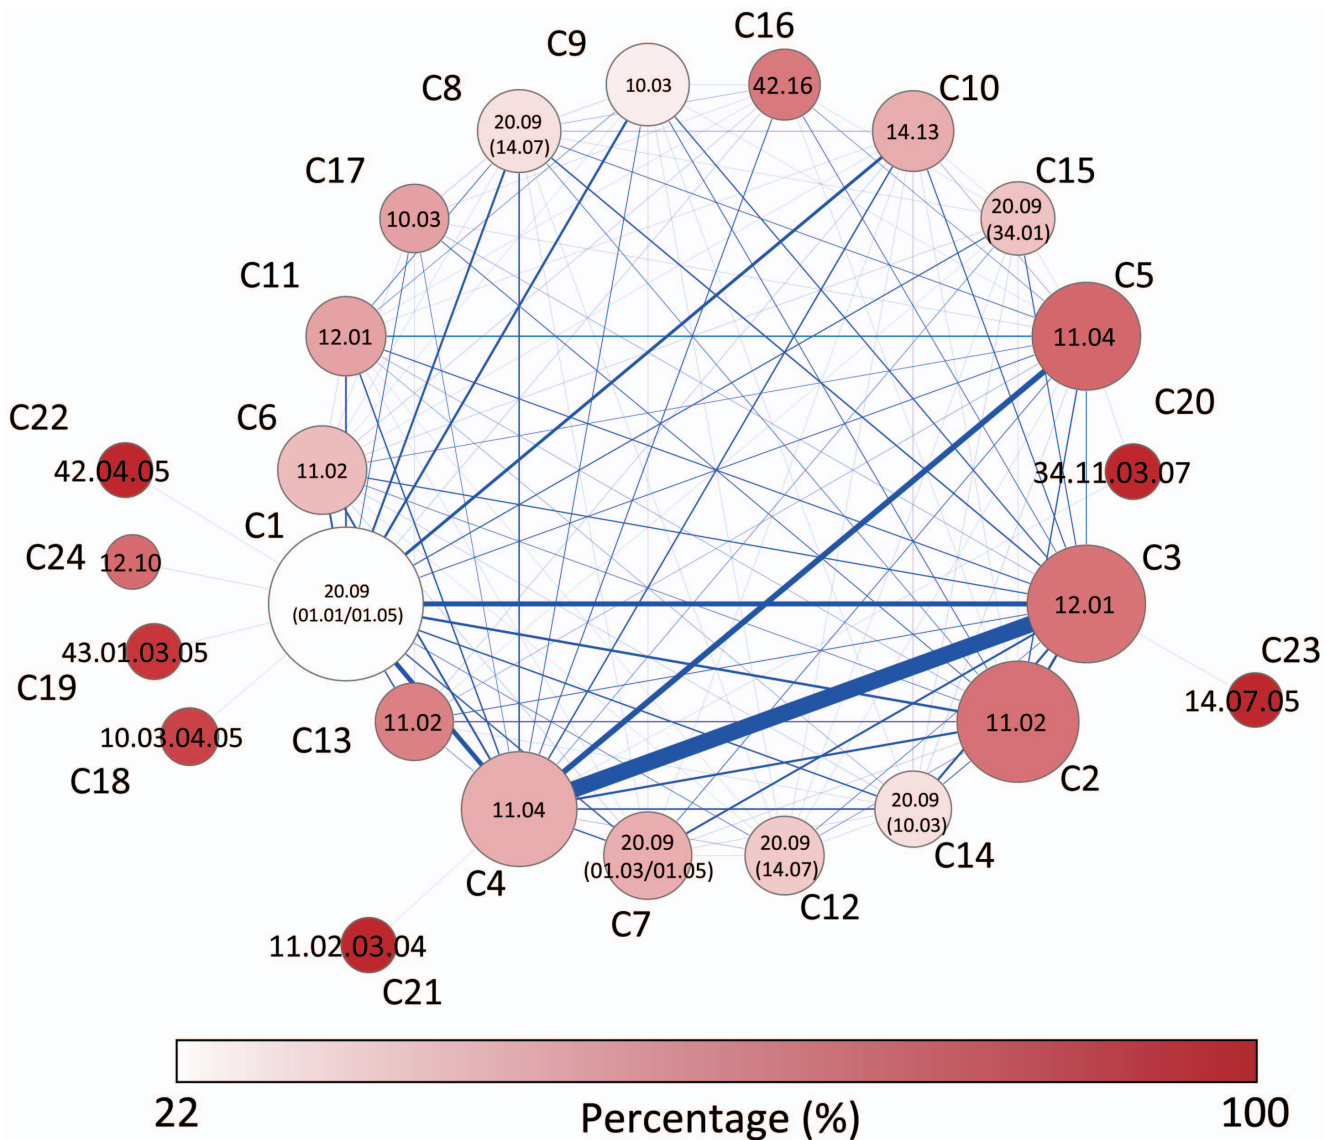 C16
C9
C8
C10
10.03
42.16
20.09
(14.07)
14.13
C17
C15
10.03
20.09
(34.01)
C11
C5
12.01
11.04
C22
C6
C20
42.04.05
11.02
34.11.03.07
C1
C24
12.10
C3
20.09
(01.01/01.05)
12.01
43.01.03.05
C23
C19
14.07.05
10.03.04.05
C13
11.02
11.02
C18
C2
11.04
20.09
(10.03)
C4
20.09
(01.03/01.05)
20.09
(14.07)
C14
C7
C12
11.02.03.04
C21
22
Percentage (%)
100